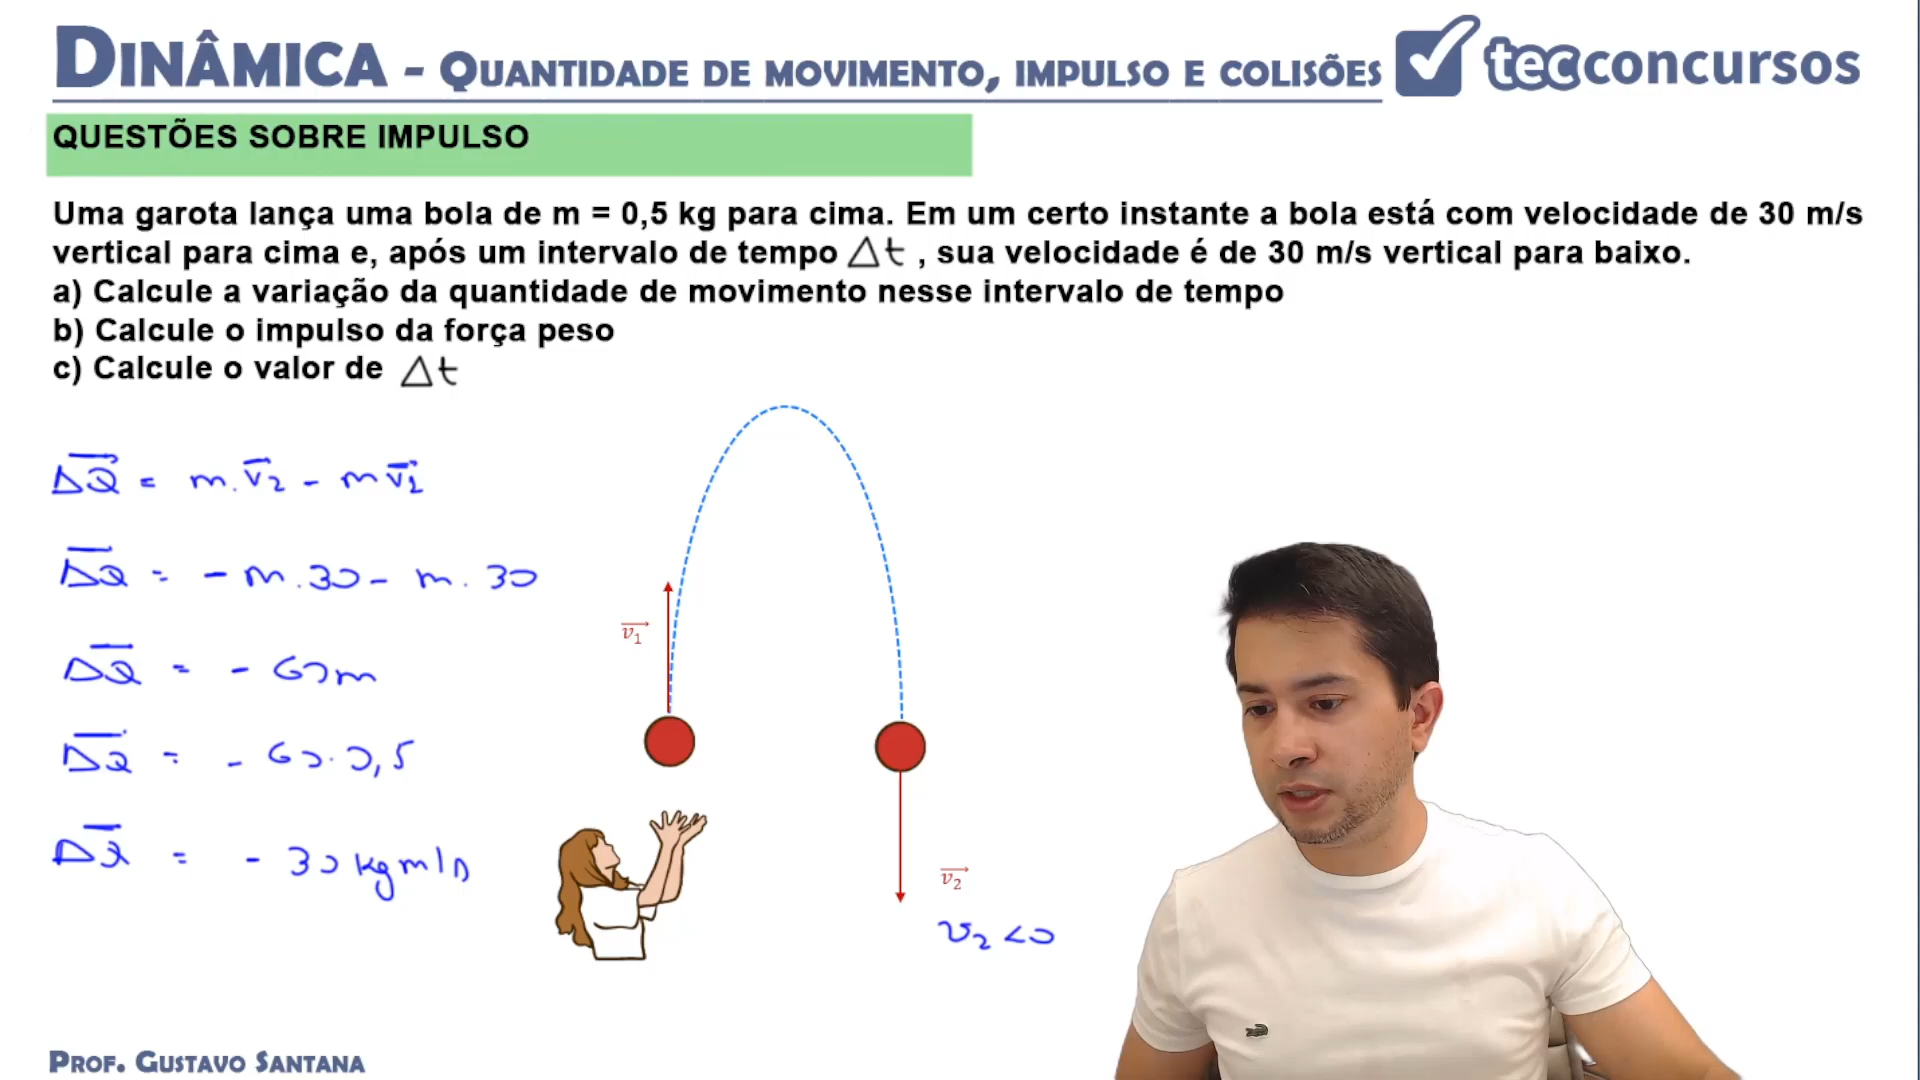 DINÂMICA - QUANTIDADE DE MOVIMENTO, IMPULSO E COLISÕES
tecconcursos
QUESTÕES SOBRE IMPULSO
Uma garota lança uma bola de m = 0,5 kg para cima. Em um certo instante a bola está com velocidade de 30 m/s
vertical para cima e, após um intervalo de tempo Δt , sua velocidade é de 30 m/s vertical para baixo.
a) Calcule a variação da quantidade de movimento nesse intervalo de tempo
b) Calcule o impulso da força peso
c) Calcule o valor de Δt
ΔQ = m.v2 - mv1
ΔQ = - m.30 - m.30
ΔQ = - 60m
ΔQ = - 60.0,5
ΔQ = - 30 kg m/s
v1
v2
v2 < 0
PROF. GUSTAVO SANTANA